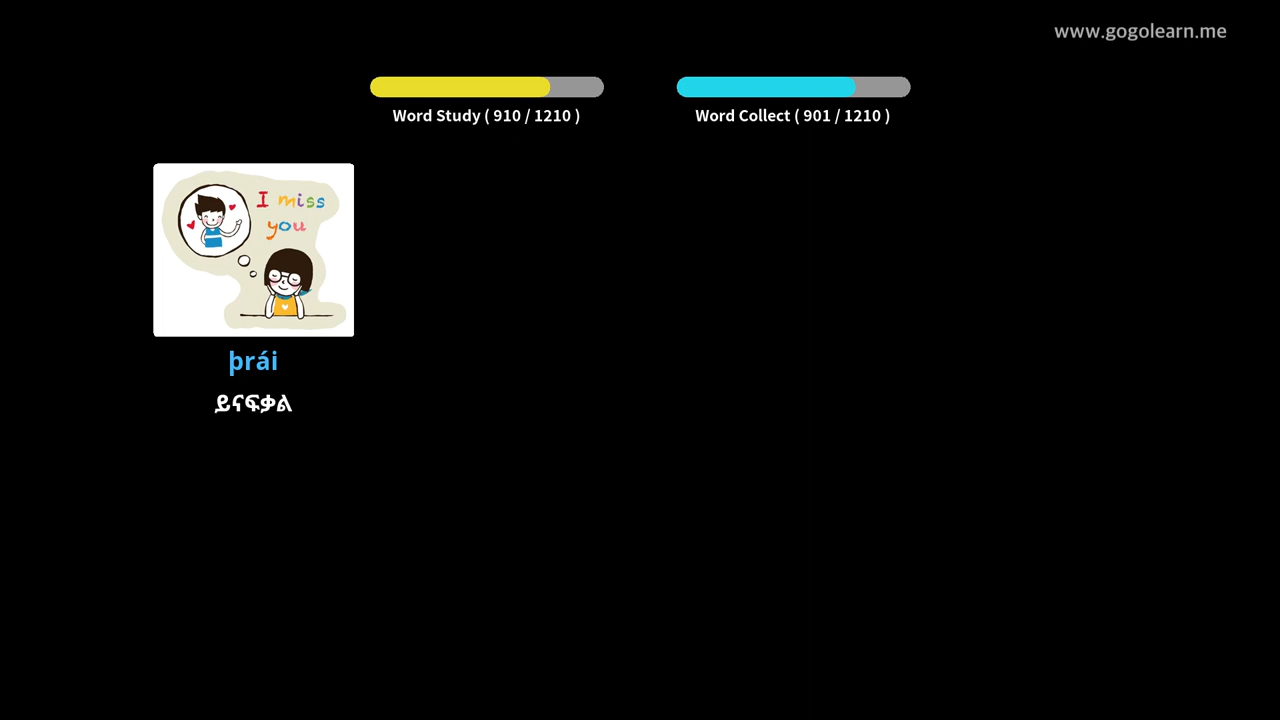 www.gogolearn.me
Word Study ( 910 / 1210 )
Word Collect ( 901 / 1210 )
I miss
you
þrái
ይናፍቃል